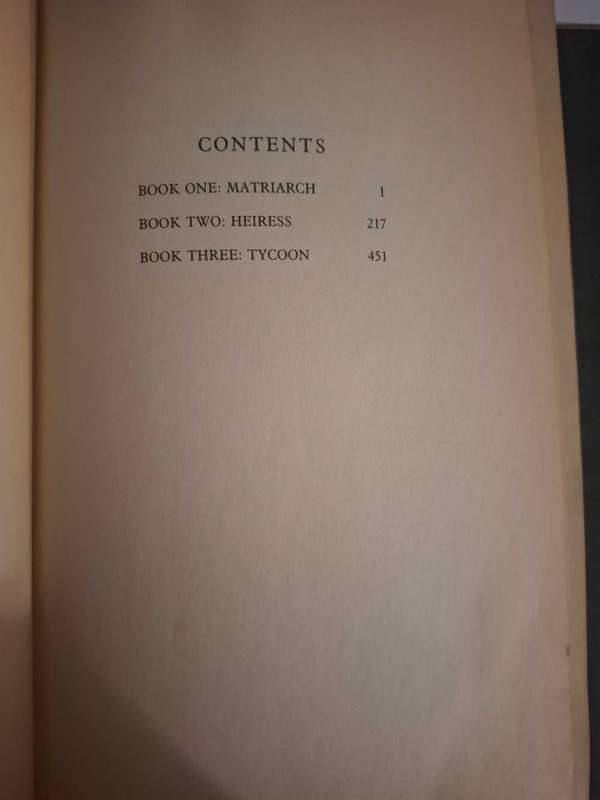 CONTENTS
BOOK ONE: MATRIARCH 1
BOOK TWO: HEIRESS 217
BOOK THREE: TYCOON 451